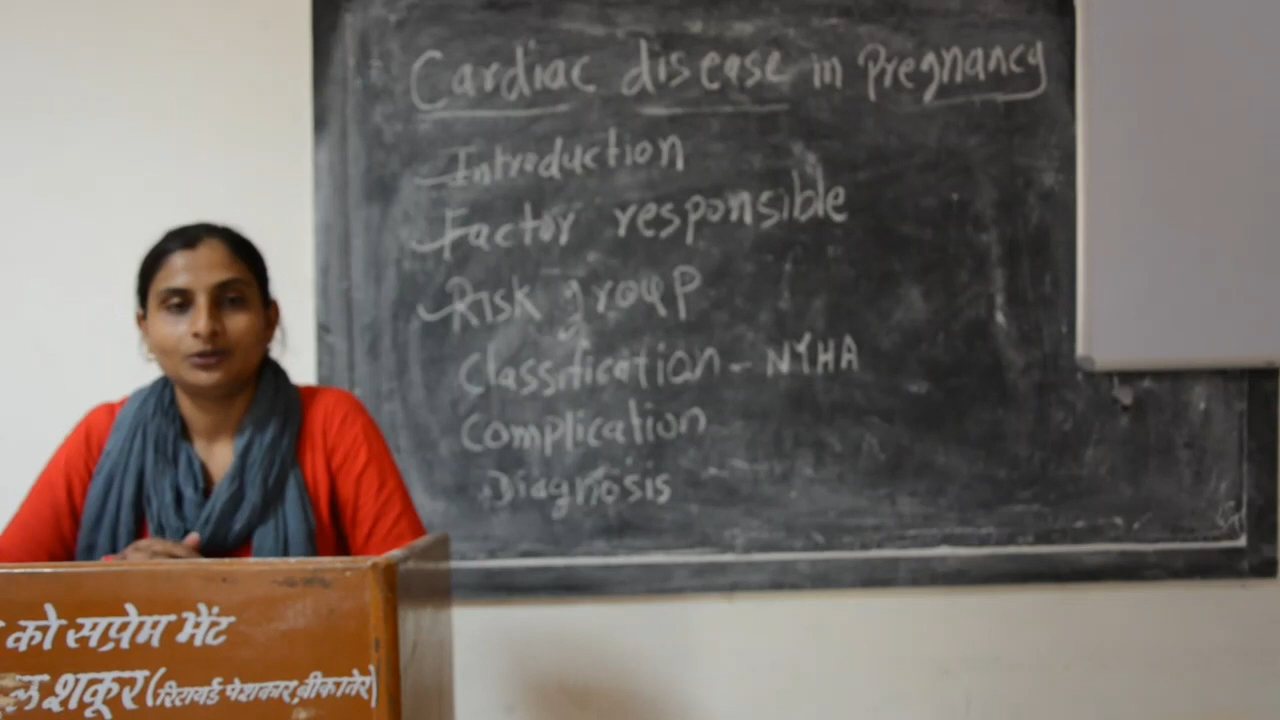 Cardiac disease in Pregnancy
Introduction
Factor responsible
Risk group
Classification - NYHA
Complication
Diagnosis
को सप्रेम भेंट
शकूर (रिटायर्ड पेशकार, बीकानेर)